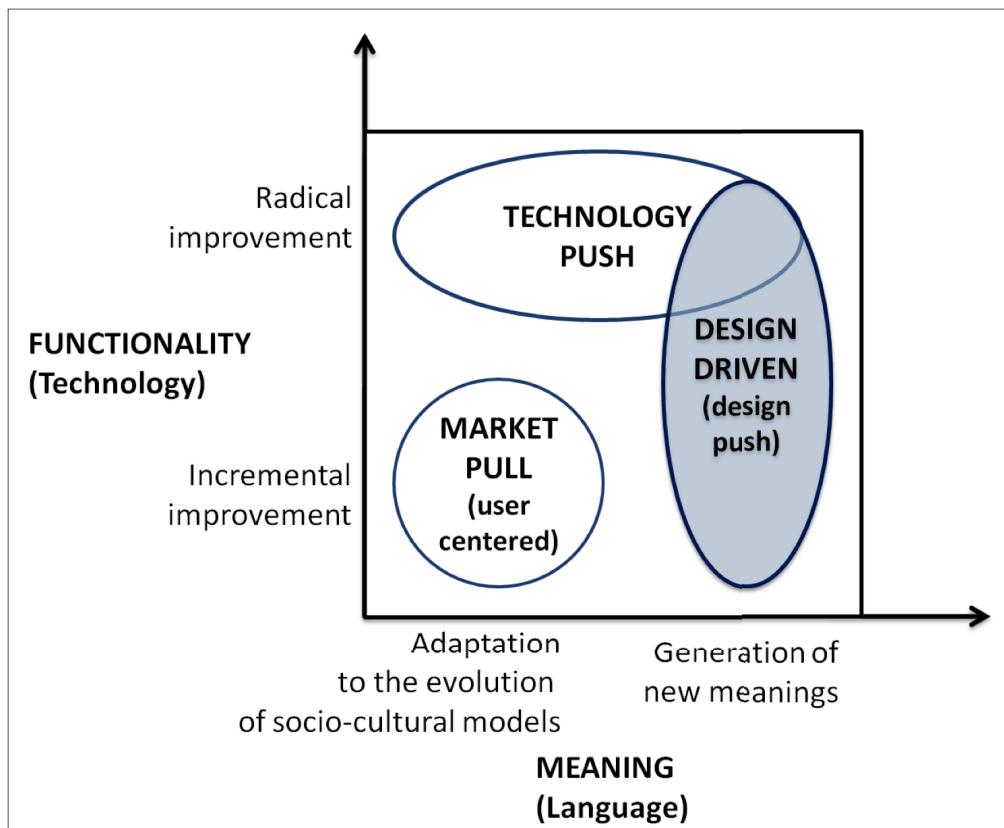 Radical
improvement
TECHNOLOGY
PUSH
FUNCTIONALITY
(Technology)
DESIGN
DRIVEN
(design
push)
MARKET
PULL
(user
centered)
Incremental
improvement
Adaptation
to the evolution
of socio-cultural models
Generation of
new meanings
MEANING
(Language)